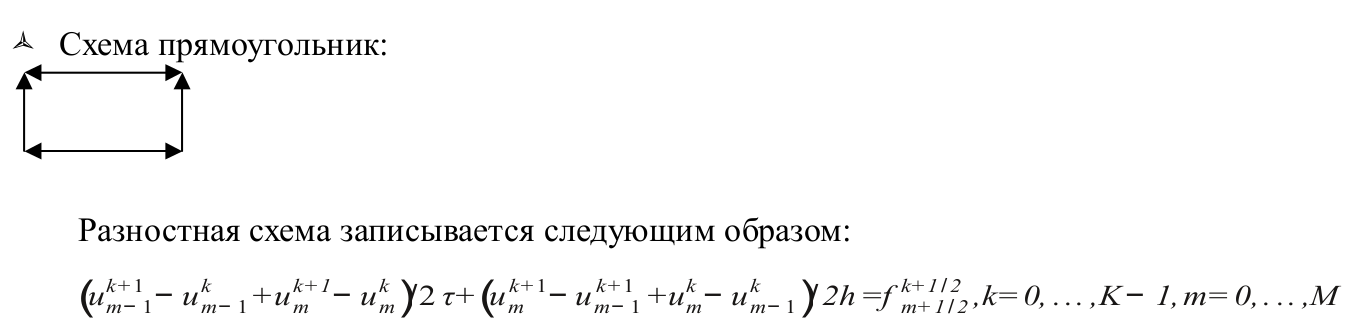 Схема прямоугольник:
Разностная схема записывается следующим образом:
(u_{m−1}^{k+1} − u_{m−1}^{k} + u_{m}^{k+1} − u_{m}^{k})/2τ + (u_{m}^{k+1} − u_{m−1}^{k+1} + u_{m}^{k} − u_{m−1}^{k})/2h = f_{m+1/2}^{k+1/2}, k=0,...,K−1, m=0,...,M